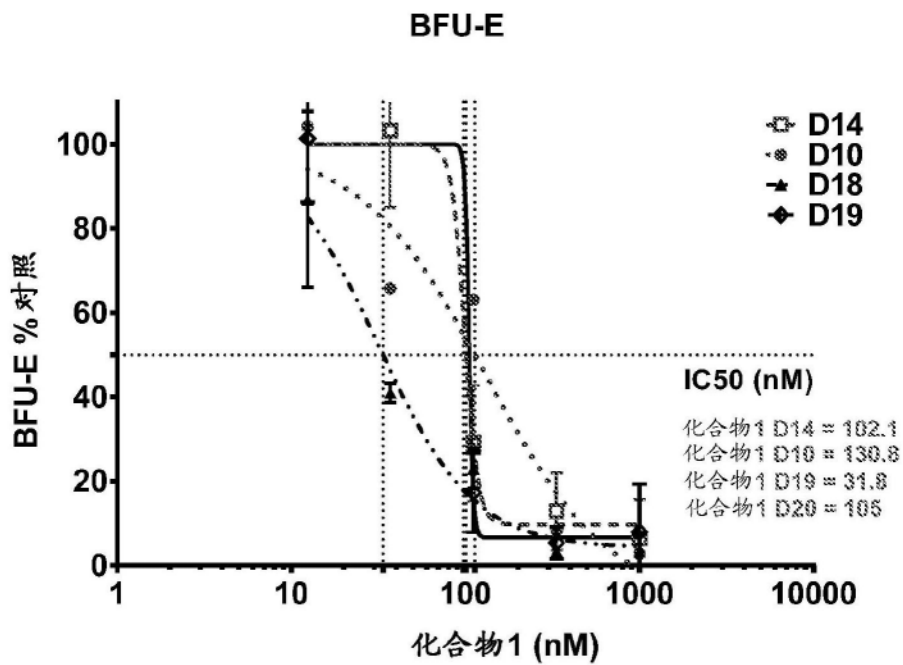 BFU-E
D14
D10
D18
D19
BFU-E %对照
100
80
60
40
20
0
IC50 (nM)
化合物1 D14 = 102.1
化合物1 D10 = 130.8
化合物1 D19 = 31.8
化合物1 D20 = 105
1
10
100
1000
10000
化合物1 (nM)